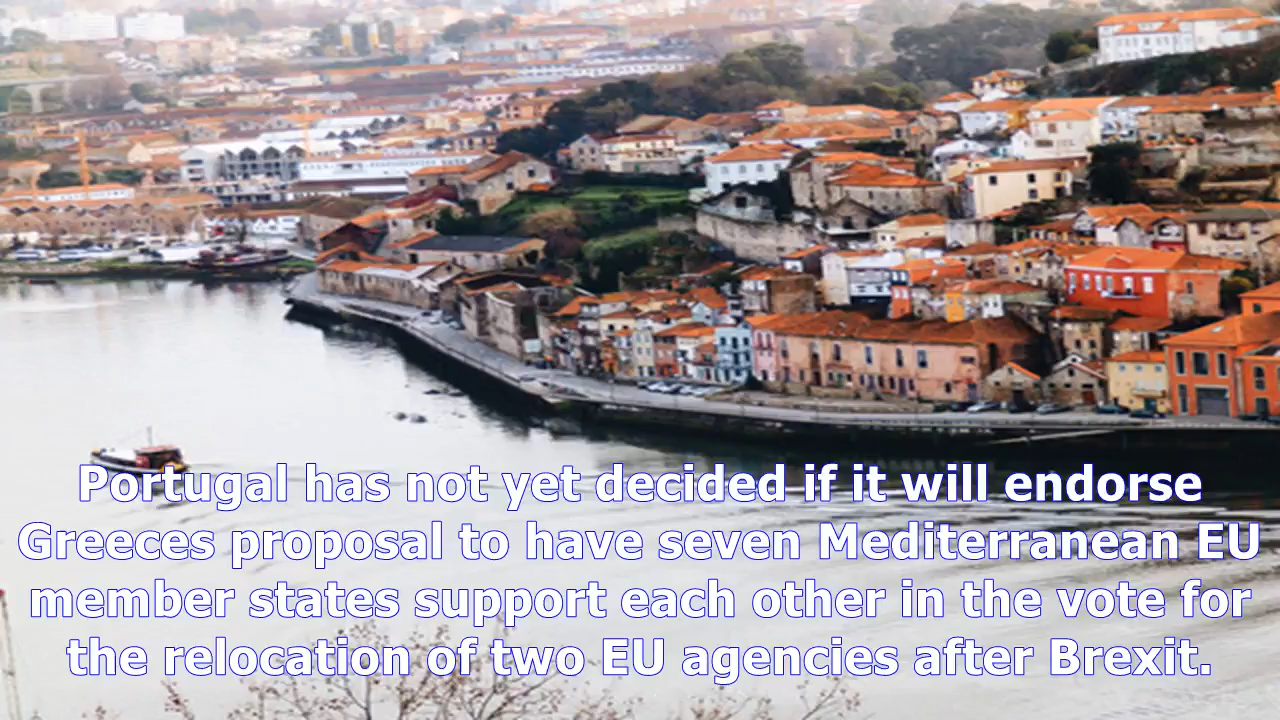 Portugal has not yet decided if it will endorse
Greeces proposal to have seven Mediterranean EU
member states support each other in the vote for
the relocation of two EU agencies after Brexit.